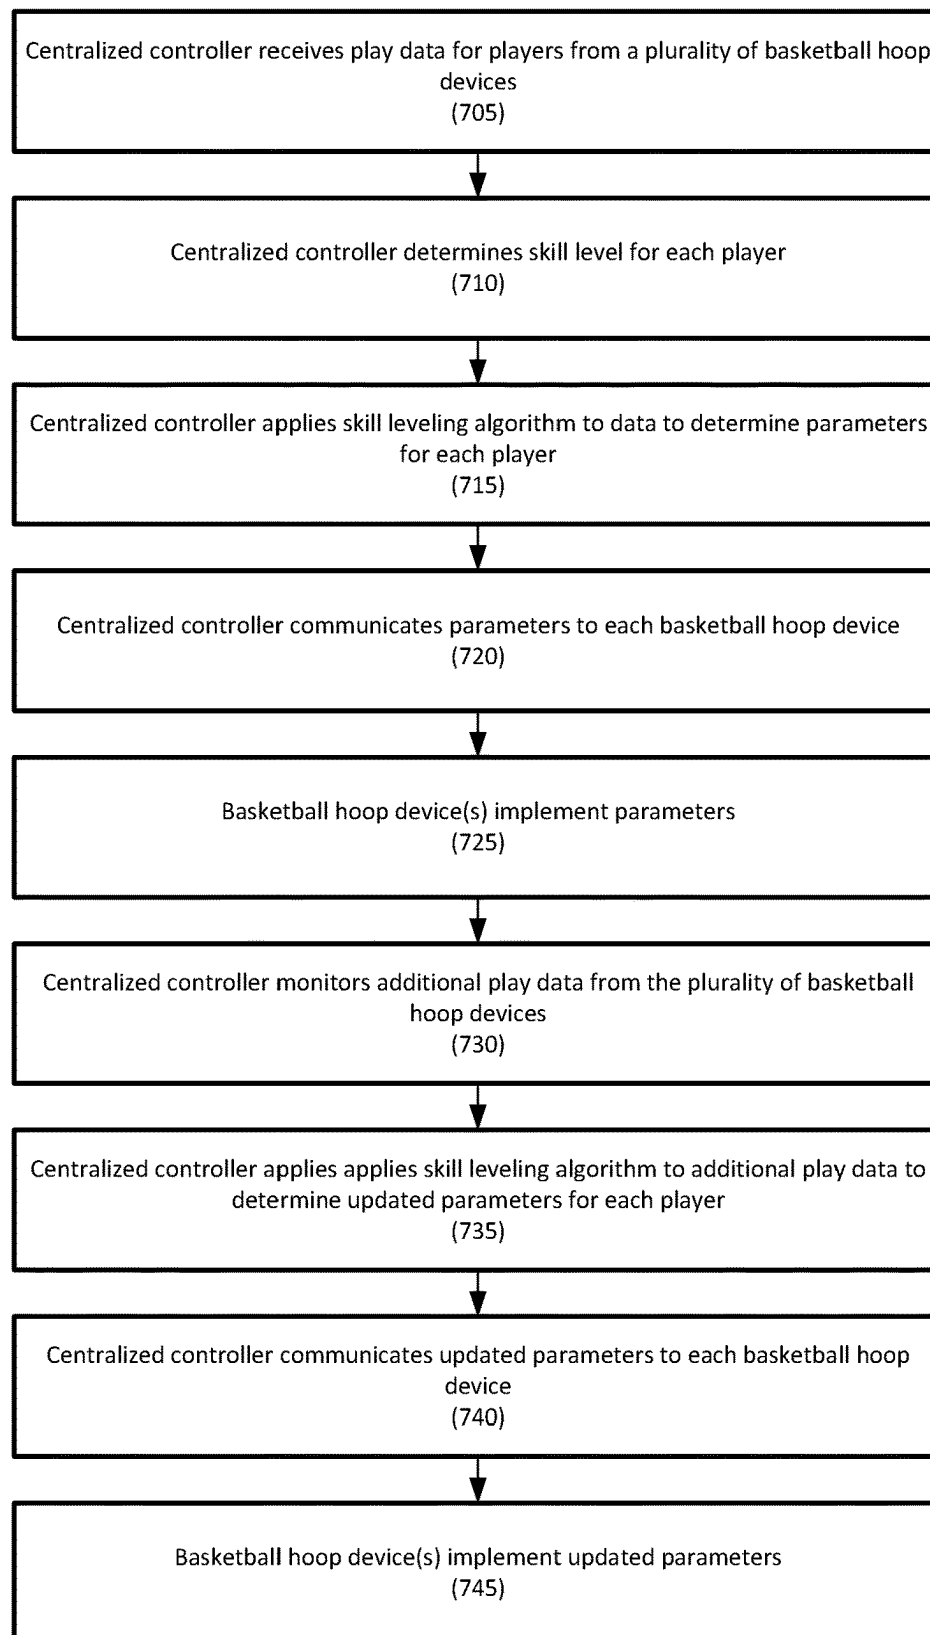 Centralized controller receives play data for players from a plurality of basketball hoop
devices
(705)
Centralized controller determines skill level for each player
(710)
Centralized controller applies skill leveling algorithm to data to determine parameters
for each player
(715)
Centralized controller communicates parameters to each basketball hoop device
(720)
Basketball hoop device(s) implement parameters
(725)
Centralized controller monitors additional play data from the plurality of basketball
hoop devices
(730)
Centralized controller applies applies skill leveling algorithm to additional play data to
determine updated parameters for each player
(735)
Centralized controller communicates updated parameters to each basketball hoop
device
(740)
Basketball hoop device(s) implement updated parameters
(745)